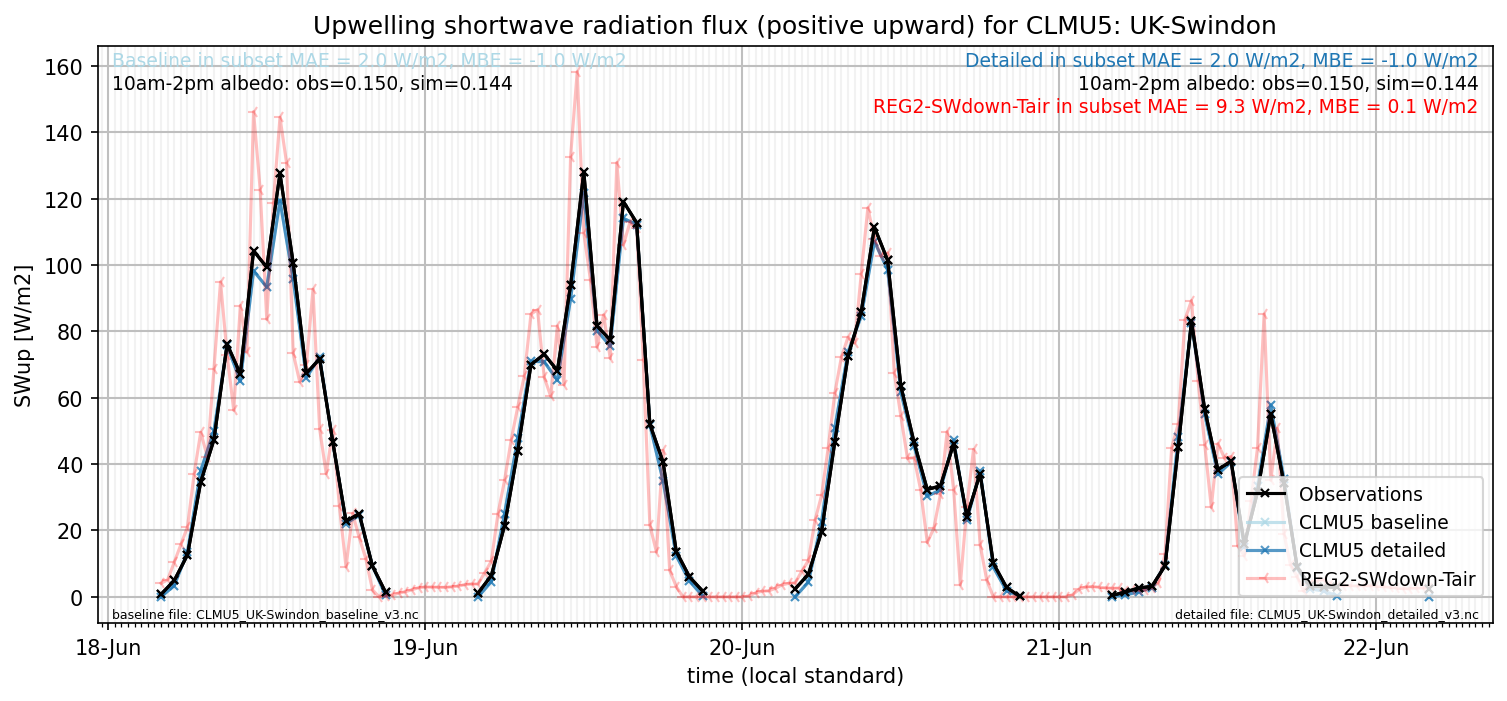 Upwelling shortwave radiation flux (positive upward) for CLMU5: UK-Swindon
Baseline in subset MAE = 2.0 W/m2, MBE = -1.0 W/m2
10am-2pm albedo: obs=0.150, sim=0.144
Detailed in subset MAE = 2.0 W/m2, MBE = -1.0 W/m2
10am-2pm albedo: obs=0.150, sim=0.144
REG2-SWdown-Tair in subset MAE = 9.3 W/m2, MBE = 0.1 W/m2
SWup [W/m2]
160
140
120
100
80
60
40
20
0
Observations
CLMU5 baseline
CLMU5 detailed
REG2-SWdown-Tair
baseline file: CLMU5_UK-Swindon_baseline_v3.nc
detailed file: CLMU5_UK-Swindon_detailed_v3.nc
18-Jun 19-Jun 20-Jun 21-Jun 22-Jun
time (local standard)